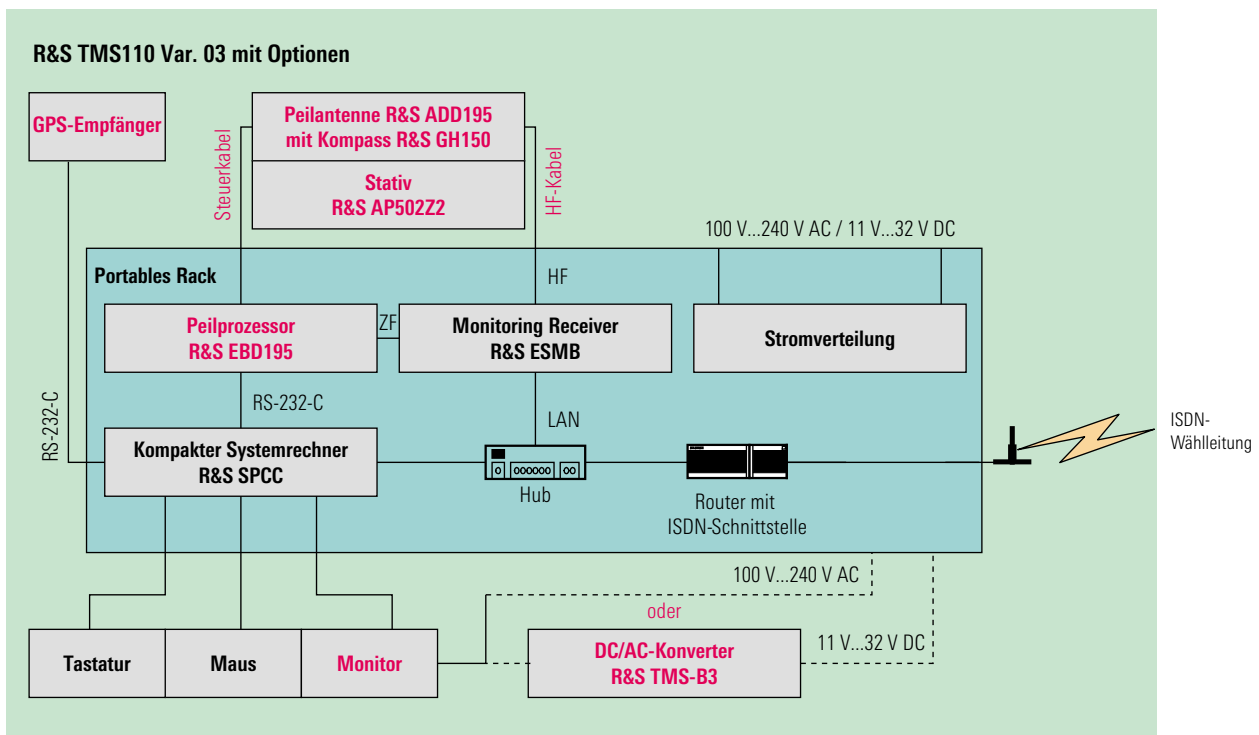 R&S TMS110 Var. 03 mit Optionen
GPS-Empfänger
Steuerkabel
Peilantenne R&S ADD195
mit Kompass R&S GH150
Stativ
R&S AP502Z2
HF-Kabel
100 V...240 V AC / 11 V...32 V DC
Portables Rack
HF
Peilprozessor
R&S EBD195
ZF
Monitoring Receiver
R&S ESMB
Stromverteilung
RS-232-C
RS-232-C
LAN
Kompakter Systemrechner
R&S SPCC
Hub
Router mit
ISDN-Schnittstelle
ISDN-
Wählleitung
100 V...240 V AC
oder
Tastatur
Maus
Monitor
DC/AC-Konverter
R&S TMS-B3
11 V...32 V DC